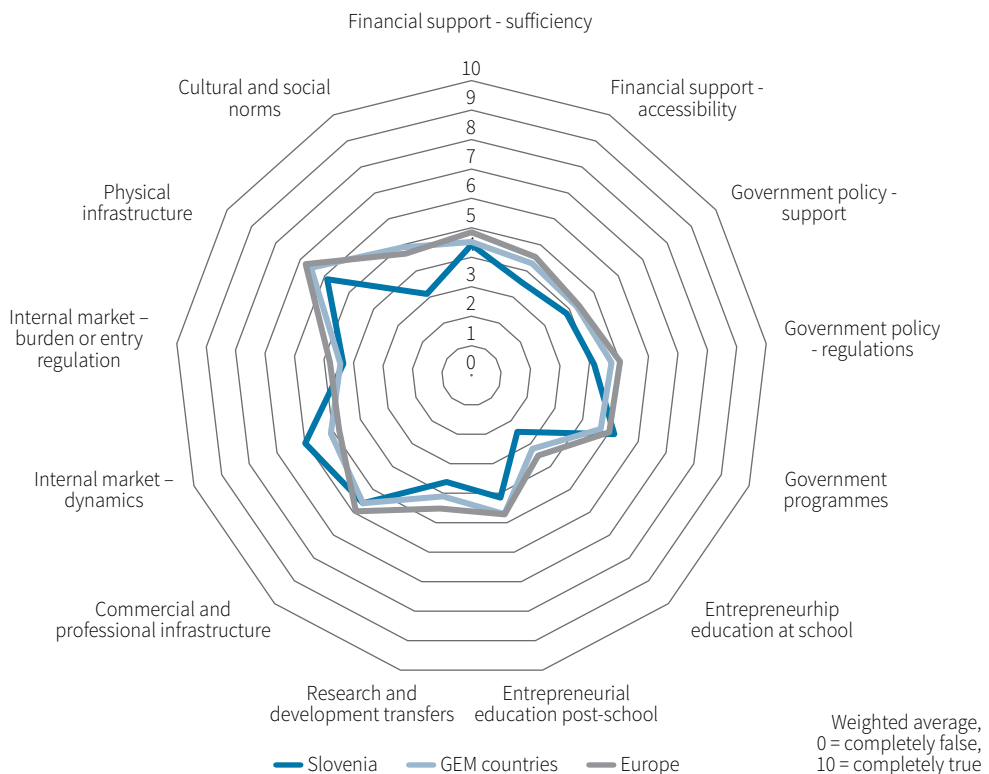 Financial support - sufficiency
Cultural and social
norms
Financial support -
accessibility
Physical
infrastructure
Government policy -
support
Internal market –
burden or entry
regulation
Government policy
- regulations
Internal market –
dynamics
Government
programmes
Commercial and
professional infrastructure
Entrepreneurhip
education at school
Research and
development transfers
Entrepreneurial
education post-school
10
9
8
7
6
5
4
3
2
1
0
Slovenia
GEM countries
Europe
Weighted average,
0 = completely false,
10 = completely true